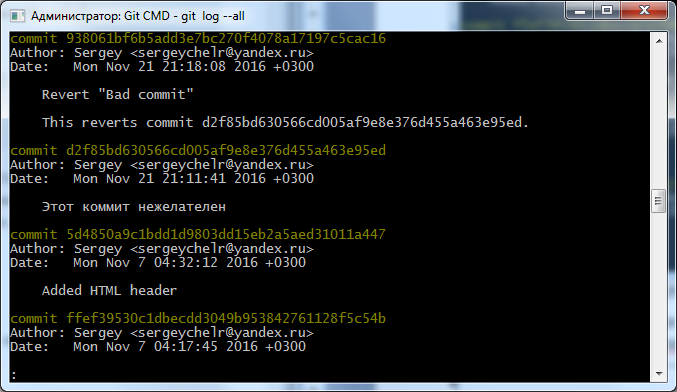 Администратор: Git CMD - git log --all
commit 938061bf6b5add3e7bc270f4078a17197c5cac16
Author: Sergey <sergeychelr@yandex.ru>
Date:   Mon Nov 21 21:18:08 2016 +0300
Revert "Bad commit"
This reverts commit d2f85bd630566cd005af9e8e376d455a463e95ed.
commit d2f85bd630566cd005af9e8e376d455a463e95ed
Author: Sergey <sergeychelr@yandex.ru>
Date:   Mon Nov 21 21:11:41 2016 +0300
Этот коммит нежелателен
commit 5d4850a9c1bdd1d9803dd15eb2a5aed31011a447
Author: Sergey <sergeychelr@yandex.ru>
Date:   Mon Nov 7 04:32:12 2016 +0300
Added HTML header
commit ffef39530c1dbecdd3049b953842761128f5c54b
Author: Sergey <sergeychelr@yandex.ru>
Date:   Mon Nov 7 04:17:45 2016 +0300
: